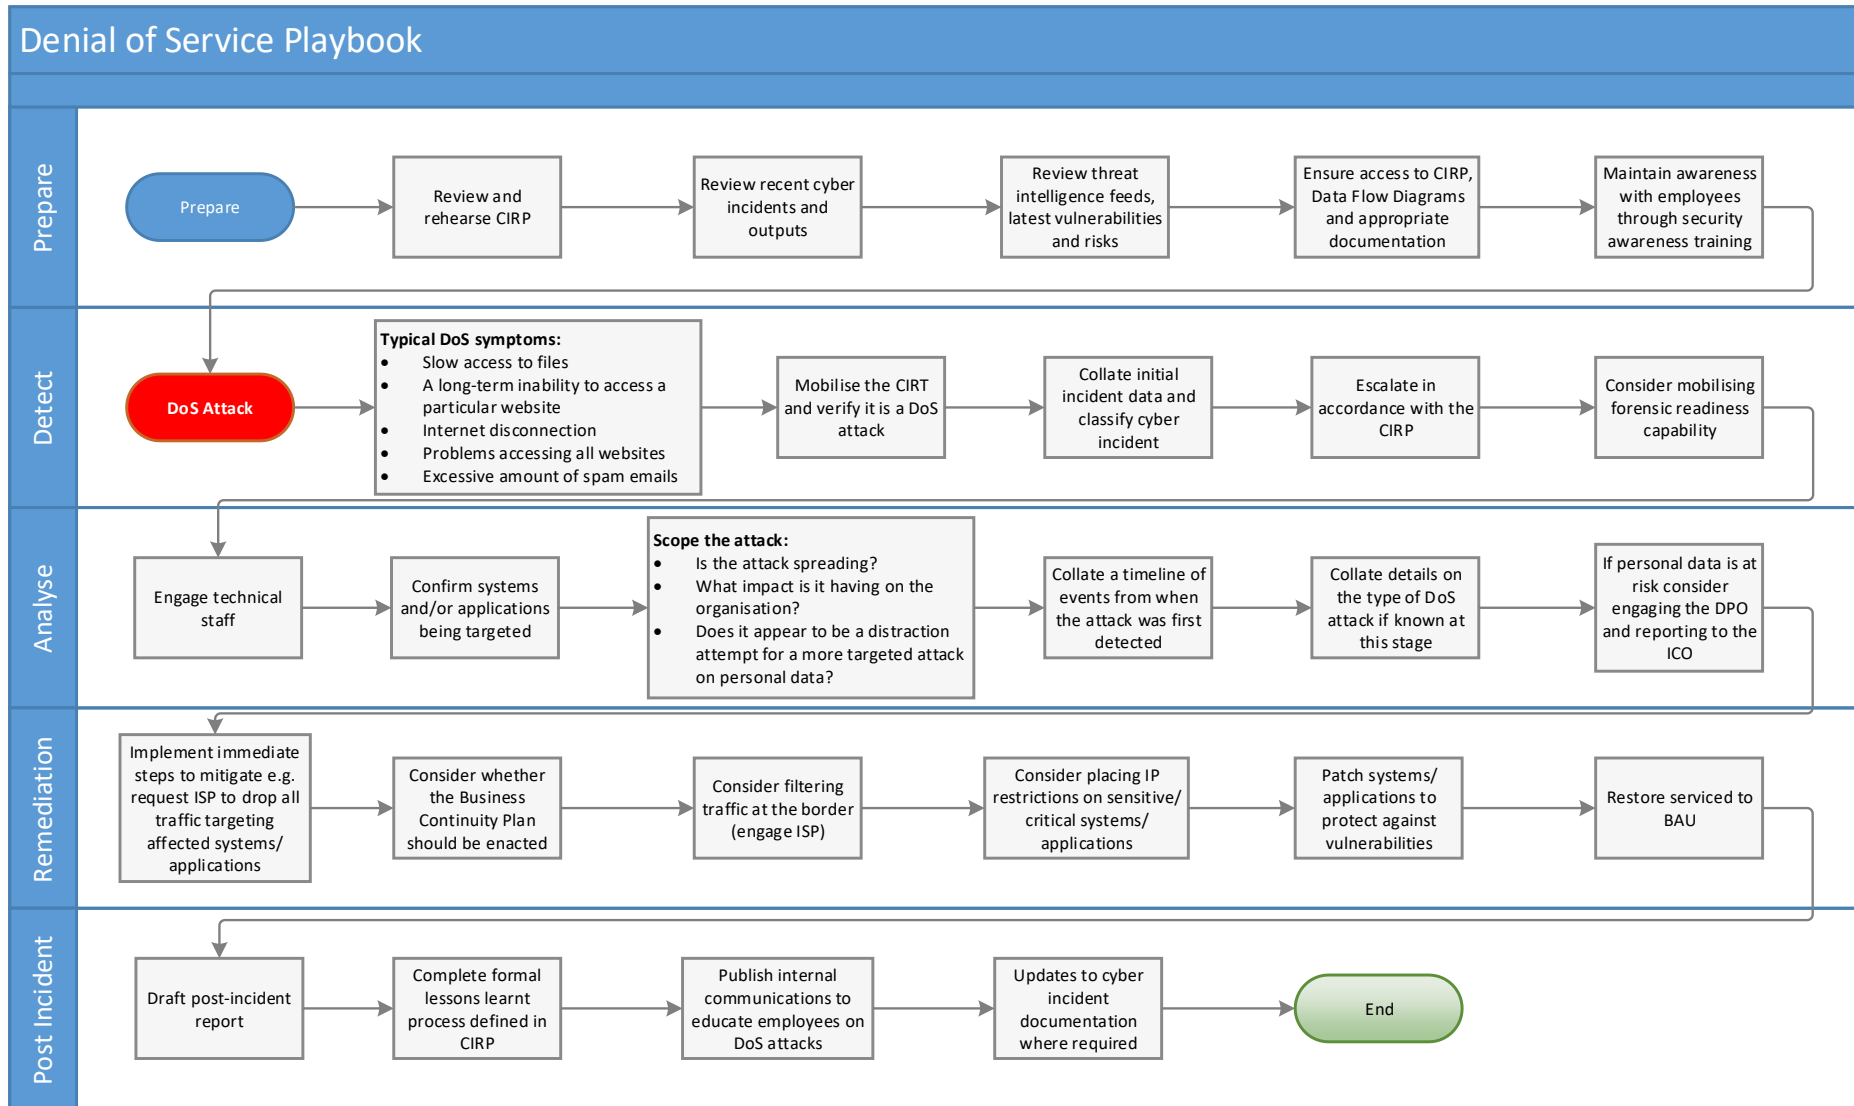 Denial of Service Playbook
Prepare
Prepare
Review and
rehearse CIRP
Review recent cyber
incidents and
outputs
Review threat
intelligence feeds,
latest vulnerabilities
and risks
Ensure access to CIRP,
Data Flow Diagrams
and appropriate
documentation
Maintain awareness
with employees
through security
awareness training
Detect
DoS Attack
Typical DoS symptoms:
• Slow access to files
• A long-term inability to access a
particular website
• Internet disconnection
• Problems accessing all websites
• Excessive amount of spam emails
Mobilise the CIRT
and verify it is a DoS
attack
Collate initial
incident data and
classify cyber
incident
Escalate in
accordance with the
CIRP
Consider mobilising
forensic readiness
capability
Analyse
Engage technical
staff
Confirm systems
and/or applications
being targeted
Scope the attack:
• Is the attack spreading?
• What impact is it having on the
organisation?
• Does it appear to be a distraction
attempt for a more targeted attack
on personal data?
Collate a timeline of
events from when
the attack was first
detected
Collate details on
the type of DoS
attack if known at
this stage
If personal data is at
risk consider
engaging the DPO
and reporting to the
ICO
Remediation
Implement immediate
steps to mitigate e.g.
request ISP to drop all
traffic targeting
affected systems/
applications
Consider whether
the Business
Continuity Plan
should be enacted
Consider filtering
traffic at the border
(engage ISP)
Consider placing IP
restrictions on sensitive/
critical systems/
applications
Patch systems/
applications to
protect against
vulnerabilities
Restore serviced to
BAU
Post Incident
Draft post-incident
report
Complete formal
lessons learnt
process defined in
CIRP
Publish internal
communications to
educate employees on
DoS attacks
Updates to cyber
incident
documentation
where required
End